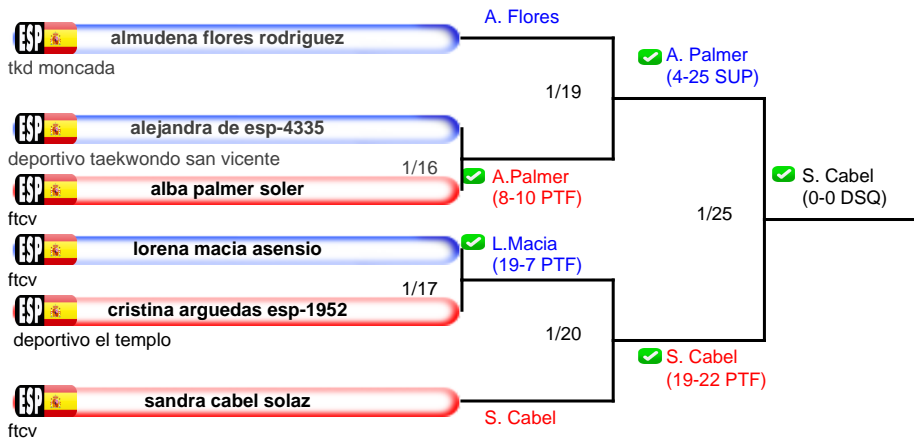 A. Flores
ESP almudena flores rodriguez
tkd moncada
A. Palmer
(4-25 SUP)
1/19
ESP alejandra de esp-4335
deportivo taekwondo san vicente
1/16
A.Palmer
(8-10 PTF)
ESP alba palmer soler
ftcv
S. Cabel
(0-0 DSQ)
1/25
ESP lorena macia asensio
ftcv
L.Macia
(19-7 PTF)
1/17
ESP cristina arguedas esp-1952
deportivo el templo
1/20
S. Cabel
(19-22 PTF)
ESP sandra cabel solaz
ftcv
S. Cabel